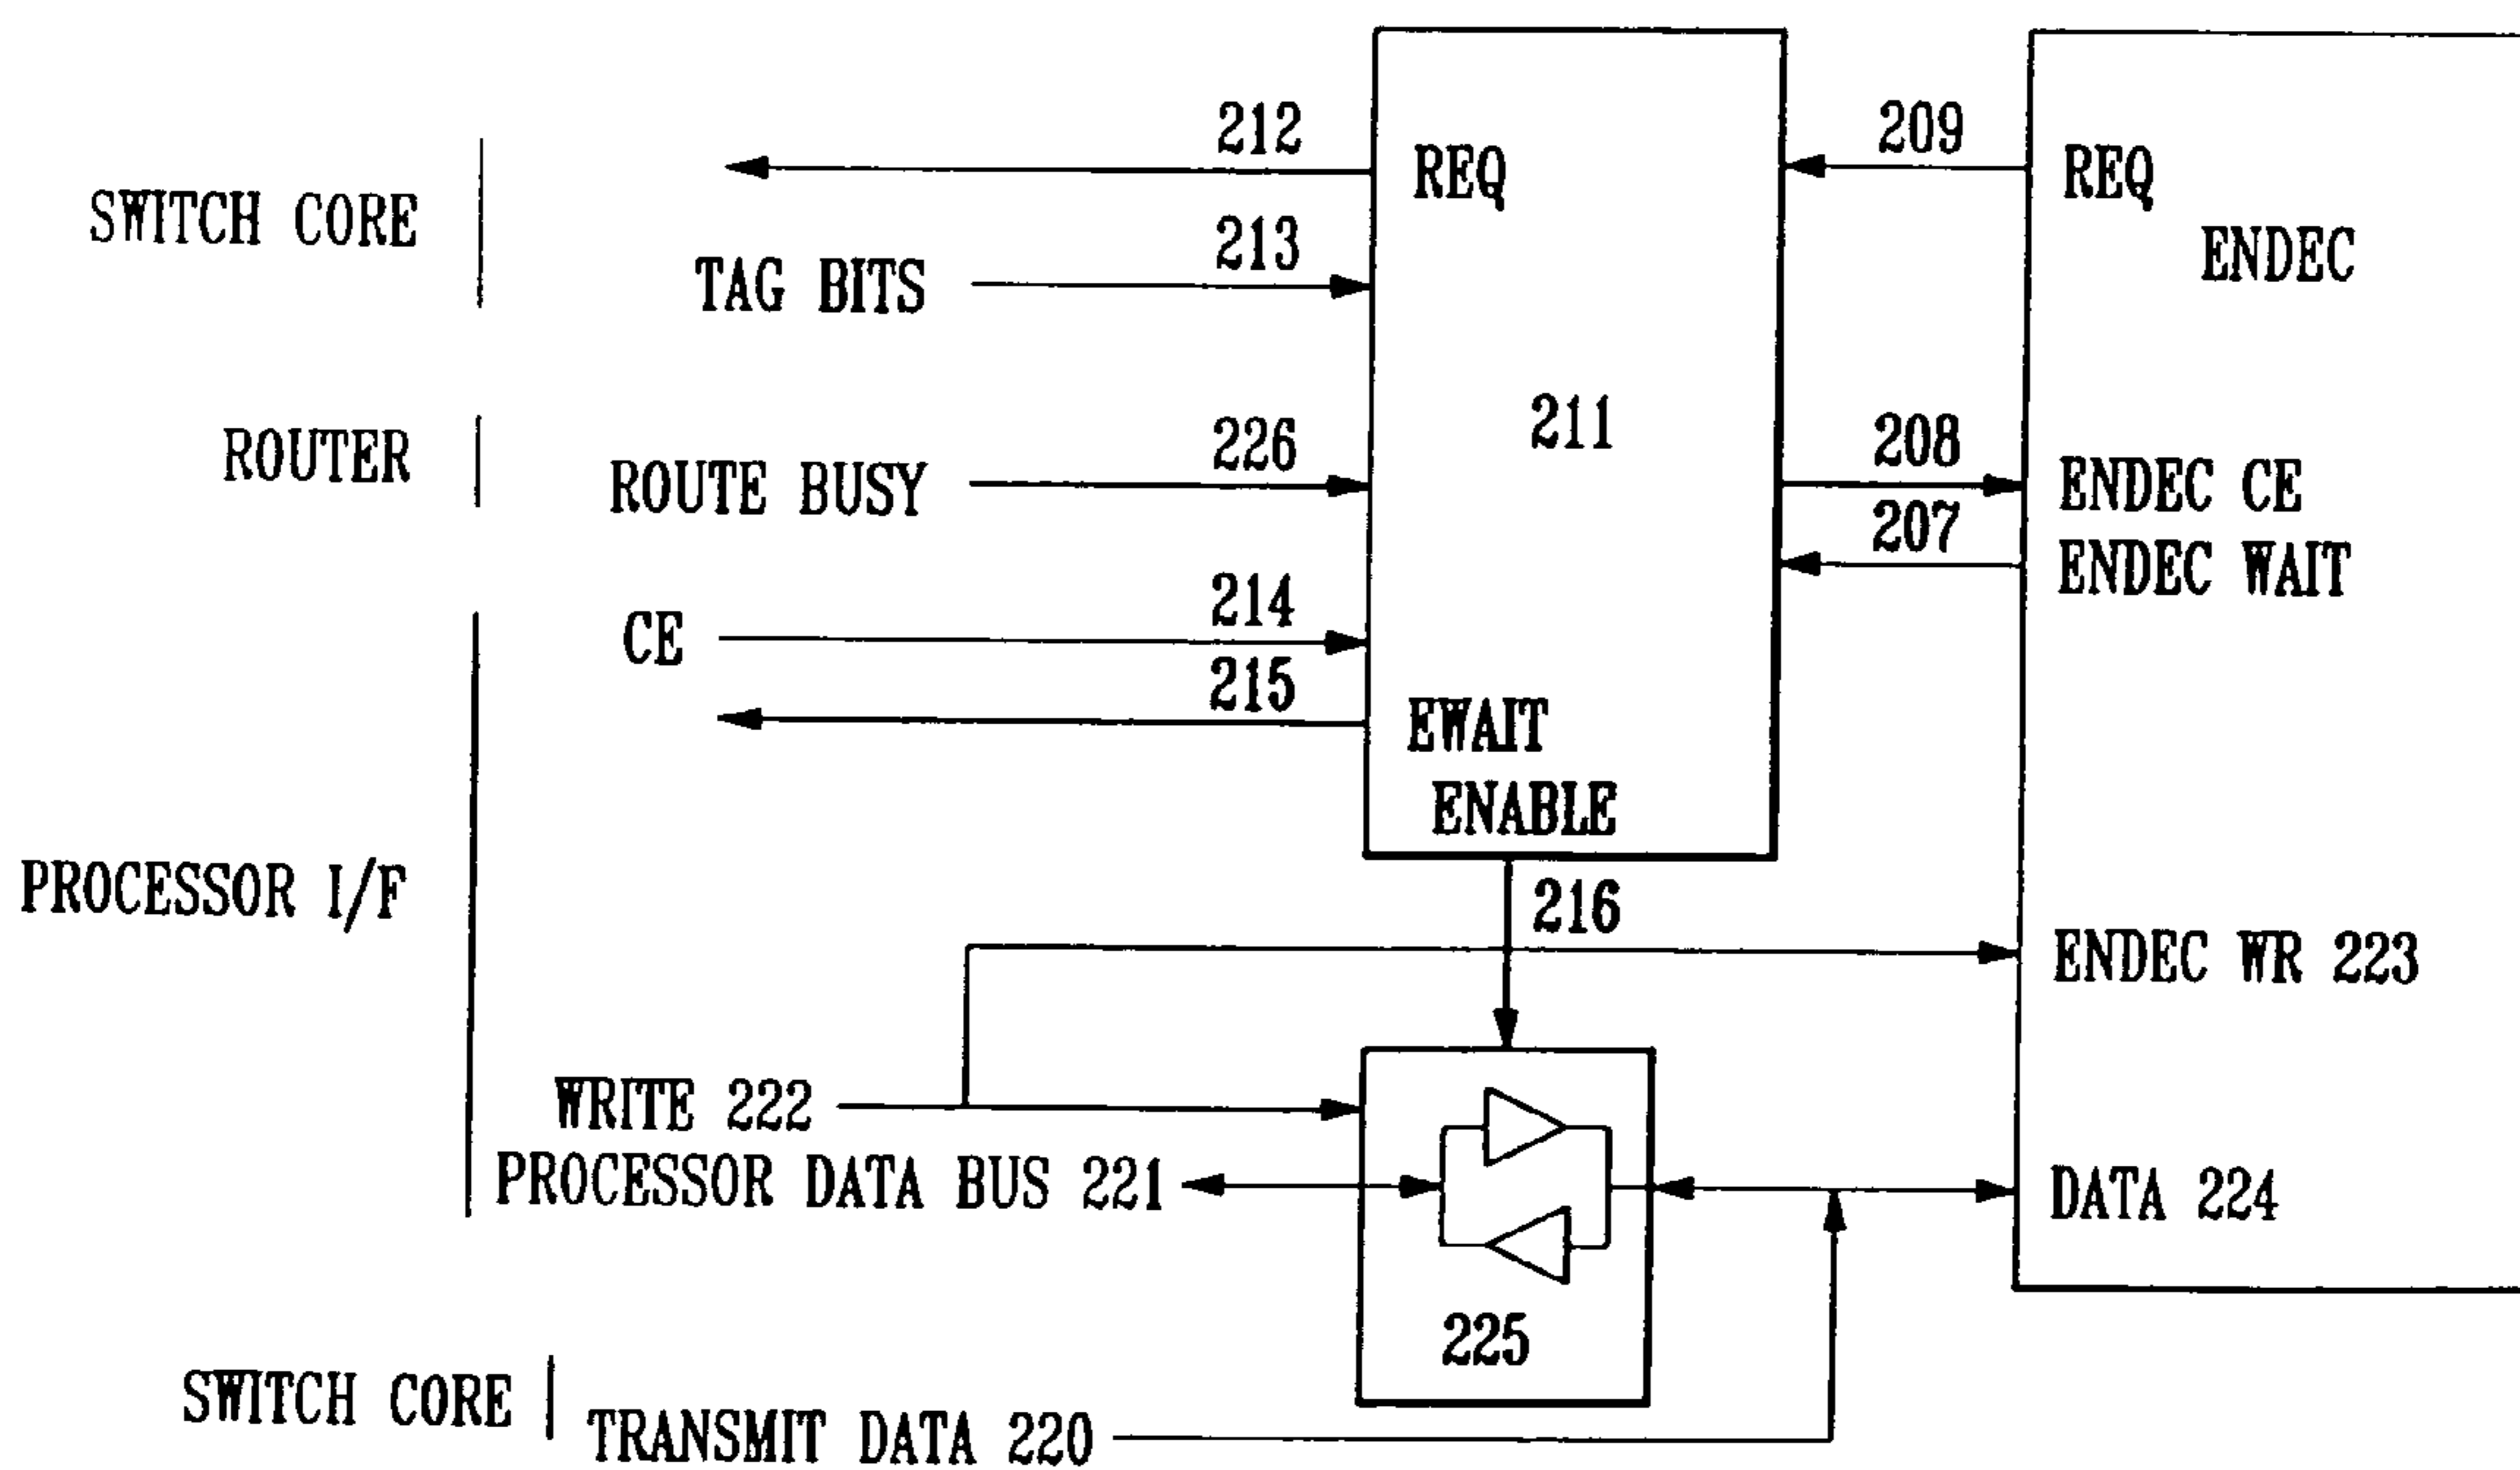 212
209
REQ
REQ
SWITCH CORE
213
ENDEC
TAG BITS
211
226
208
ROUTER
ROUTE BUSY
ENDEC CE
207
ENDEC WAIT
214
CE
215
EWAIT
ENABLE
PROCESSOR I/F
216
ENDEC WR 223
WRITE 222
PROCESSOR DATA BUS 221
DATA 224
225
SWITCH CORE
TRANSMIT DATA 220